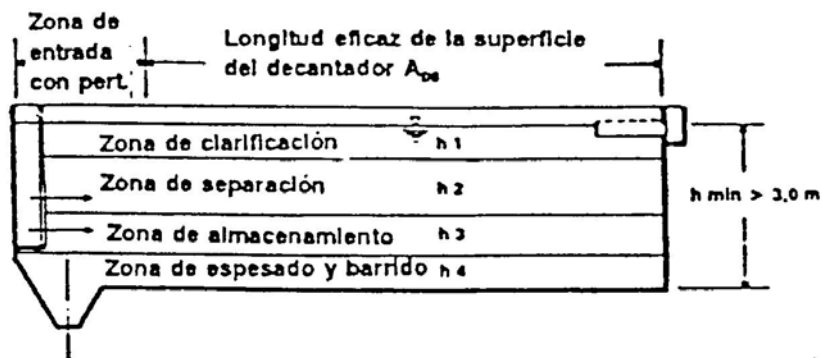 Zona de
entrada
con pert.
Longitud eficaz de la superficie
del decantador A_DS
Zona de clarificación h 1
Zona de separación h 2
h min > 3,0 m
Zona de almacenamiento h 3
Zona de espesado y barrido h 4